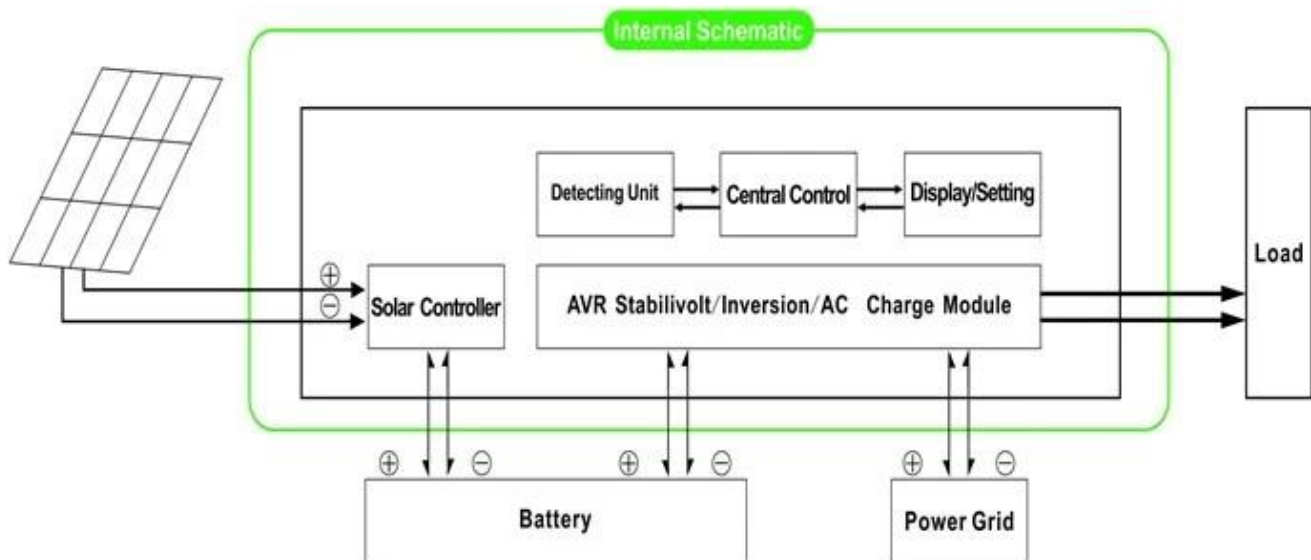 Internal Schematic
Detecting Unit
Central Control
Display/Setting
Load
⊕
⊖
Solar Controller
AVR Stabilivolt/Inversion/AC Charge Module
⊕ ⊖ ⊕ ⊖ ⊕ ⊖
Battery
Power Grid